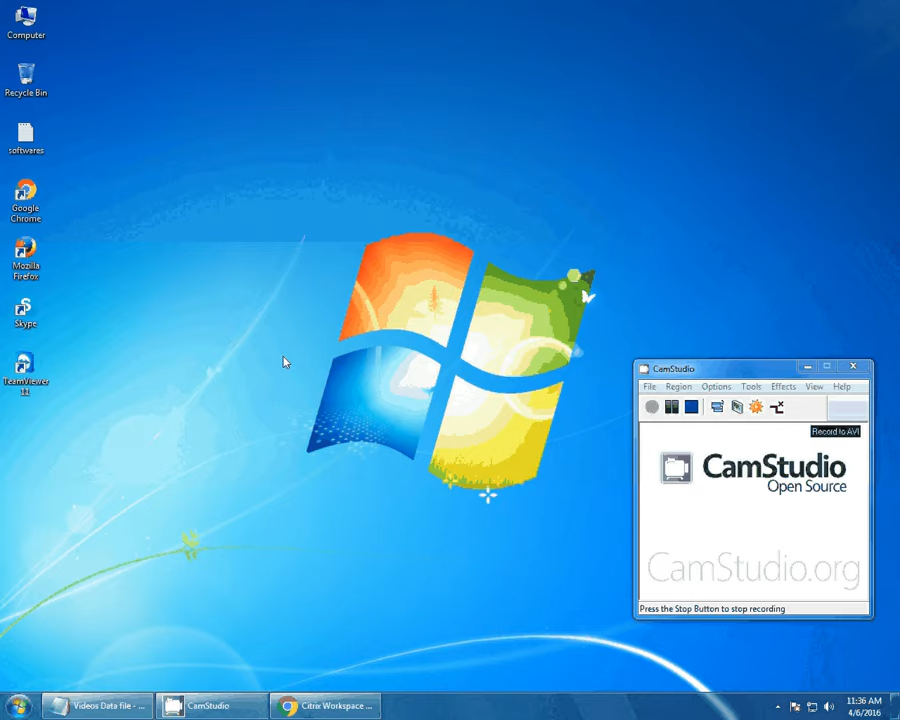 Computer
Recycle Bin
softwares
Google
Chrome
Mozilla
Firefox
Skype
TeamViewer
11
CamStudio
File Region Options Tools Effects View Help
Record to AVI
CamStudio
Open Source
CamStudio.org
Press the Stop Button to stop recording
Videos Data file - ...
CamStudio
Citrix Workspace ...
11:36 AM
4/6/2016